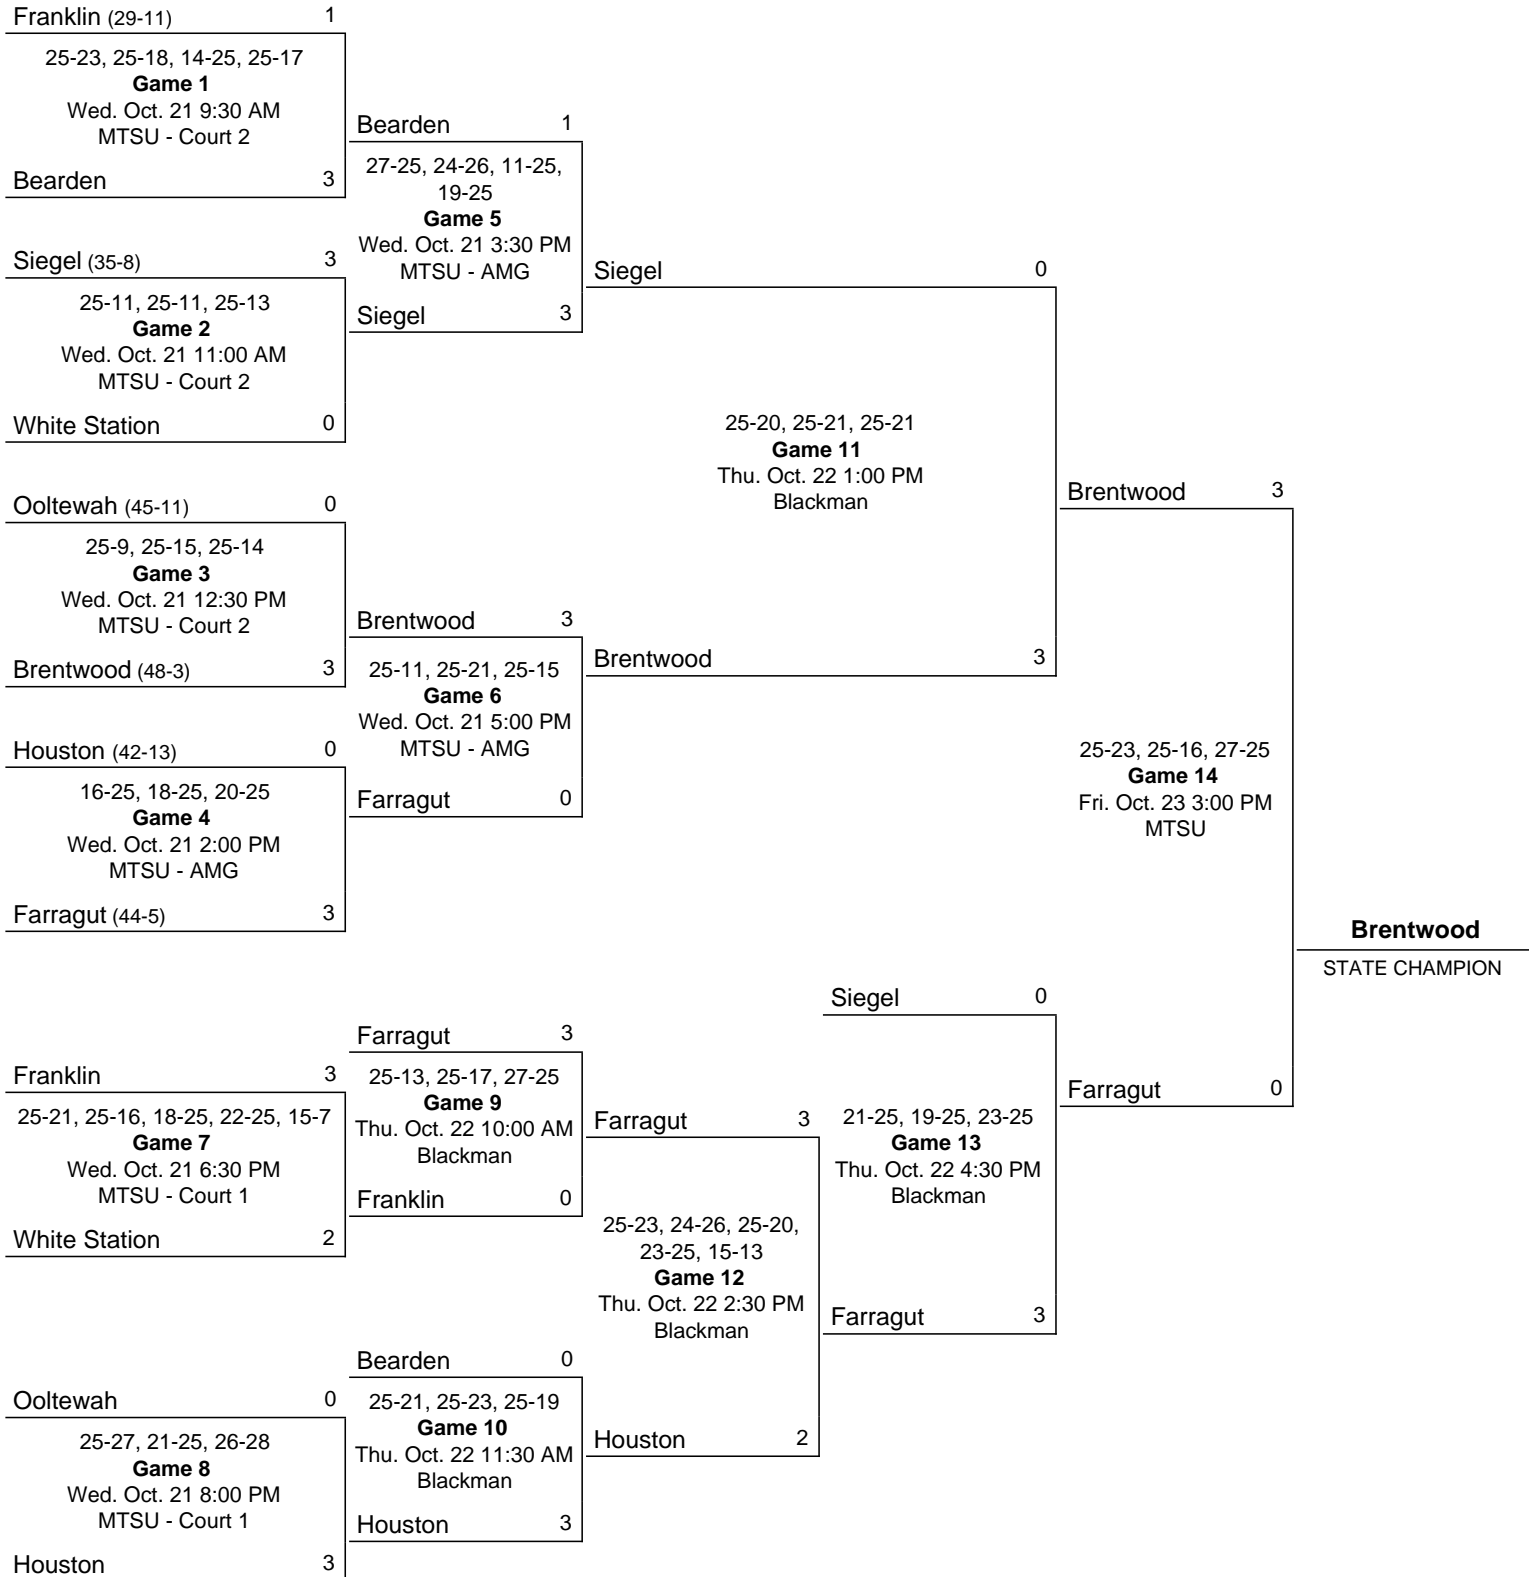 Franklin (29-11) 1
25-23, 25-18, 14-25, 25-17
Game 1
Wed. Oct. 21 9:30 AM
MTSU - Court 2
Bearden 3
Siegel (35-8) 3
25-11, 25-11, 25-13
Game 2
Wed. Oct. 21 11:00 AM
MTSU - Court 2
White Station 0
Ooltewah (45-11) 0
25-9, 25-15, 25-14
Game 3
Wed. Oct. 21 12:30 PM
MTSU - Court 2
Brentwood (48-3) 3
Houston (42-13) 0
16-25, 18-25, 20-25
Game 4
Wed. Oct. 21 2:00 PM
MTSU - AMG
Farragut (44-5) 3
Bearden 1
27-25, 24-26, 11-25,
19-25
Game 5
Wed. Oct. 21 3:30 PM
MTSU - AMG
Siegel 3
Brentwood 3
25-11, 25-21, 25-15
Game 6
Wed. Oct. 21 5:00 PM
MTSU - AMG
Farragut 0
Siegel 0
25-20, 25-21, 25-21
Game 11
Thu. Oct. 22 1:00 PM
Blackman
Brentwood 3
Brentwood 3
25-23, 25-16, 27-25
Game 14
Fri. Oct. 23 3:00 PM
MTSU
Farragut 0
Brentwood
STATE CHAMPION
Franklin 3
25-21, 25-16, 18-25, 22-25, 15-7
Game 7
Wed. Oct. 21 6:30 PM
MTSU - Court 1
White Station 2
Ooltewah 0
25-27, 21-25, 26-28
Game 8
Wed. Oct. 21 8:00 PM
MTSU - Court 1
Houston 3
Farragut 3
25-13, 25-17, 27-25
Game 9
Thu. Oct. 22 10:00 AM
Blackman
Franklin 0
Bearden 0
25-21, 25-23, 25-19
Game 10
Thu. Oct. 22 11:30 AM
Blackman
Houston 3
Farragut 3
25-23, 24-26, 25-20,
23-25, 15-13
Game 12
Thu. Oct. 22 2:30 PM
Blackman
Houston 2
Siegel 0
21-25, 19-25, 23-25
Game 13
Thu. Oct. 22 4:30 PM
Blackman
Farragut 3